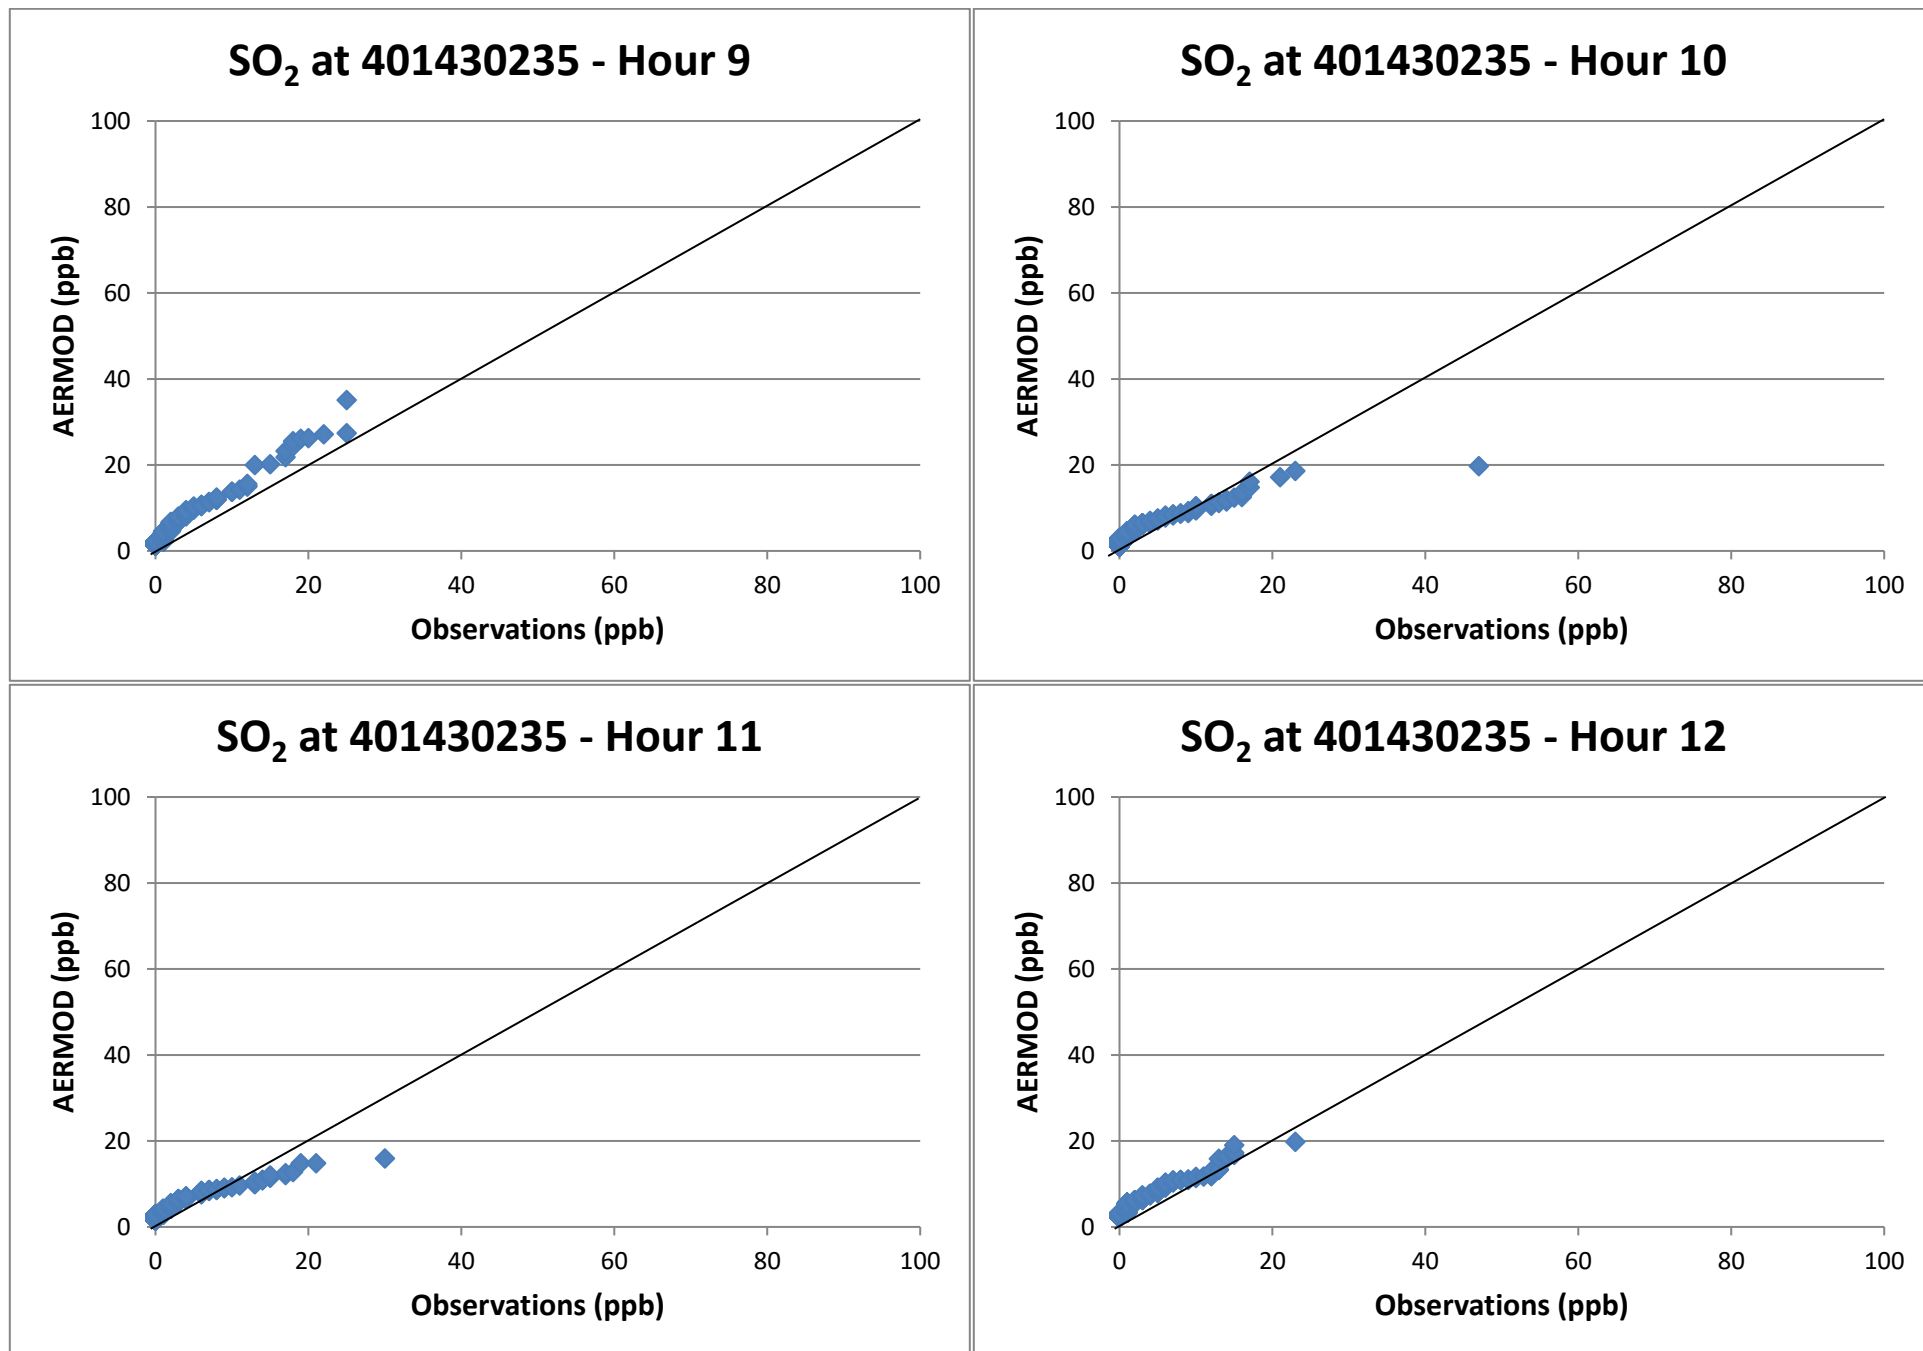 SO₂ at 401430235 - Hour 9
100
80
60
40
20
0
AERMOD (ppb)
0 20 40 60 80 100
Observations (ppb)
SO₂ at 401430235 - Hour 10
100
80
60
40
20
0
AERMOD (ppb)
0 20 40 60 80 100
Observations (ppb)
SO₂ at 401430235 - Hour 11
100
80
60
40
20
0
AERMOD (ppb)
0 20 40 60 80 100
Observations (ppb)
SO₂ at 401430235 - Hour 12
100
80
60
40
20
0
AERMOD (ppb)
0 20 40 60 80 100
Observations (ppb)